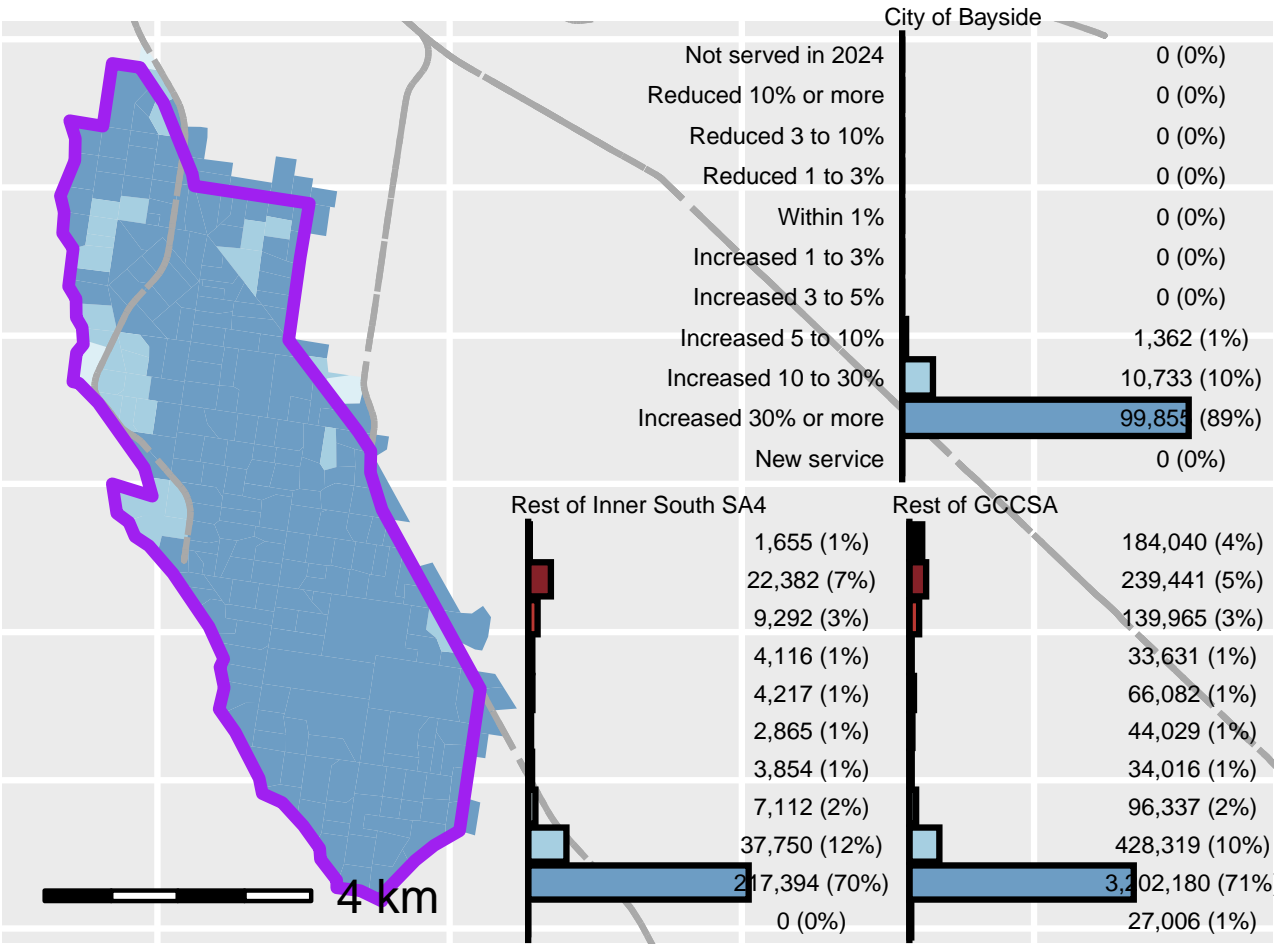 City of Bayside
Not served in 2024 0 (0%)
Reduced 10% or more 0 (0%)
Reduced 3 to 10% 0 (0%)
Reduced 1 to 3% 0 (0%)
Within 1% 0 (0%)
Increased 1 to 3% 0 (0%)
Increased 3 to 5% 0 (0%)
Increased 5 to 10% 1,362 (1%)
Increased 10 to 30% 10,733 (10%)
Increased 30% or more 99,855 (89%)
New service 0 (0%)
Rest of Inner South SA4 Rest of GCCSA
1,655 (1%) 184,040 (4%)
22,382 (7%) 239,441 (5%)
9,292 (3%) 139,965 (3%)
4,116 (1%) 33,631 (1%)
4,217 (1%) 66,082 (1%)
2,865 (1%) 44,029 (1%)
3,854 (1%) 34,016 (1%)
7,112 (2%) 96,337 (2%)
37,750 (12%) 428,319 (10%)
217,394 (70%) 3,202,180 (71%
0 (0%) 27,006 (1%)
4 km